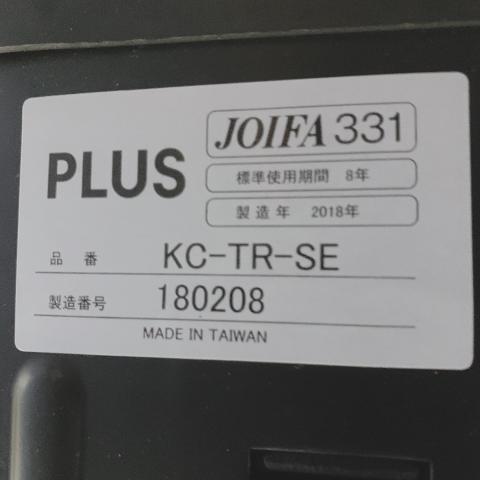 PLUS
JOIFA 331
標準使用期間 8年
製造年 2018年
品番 KC-TR-SE
製造番号 180208
MADE IN TAIWAN